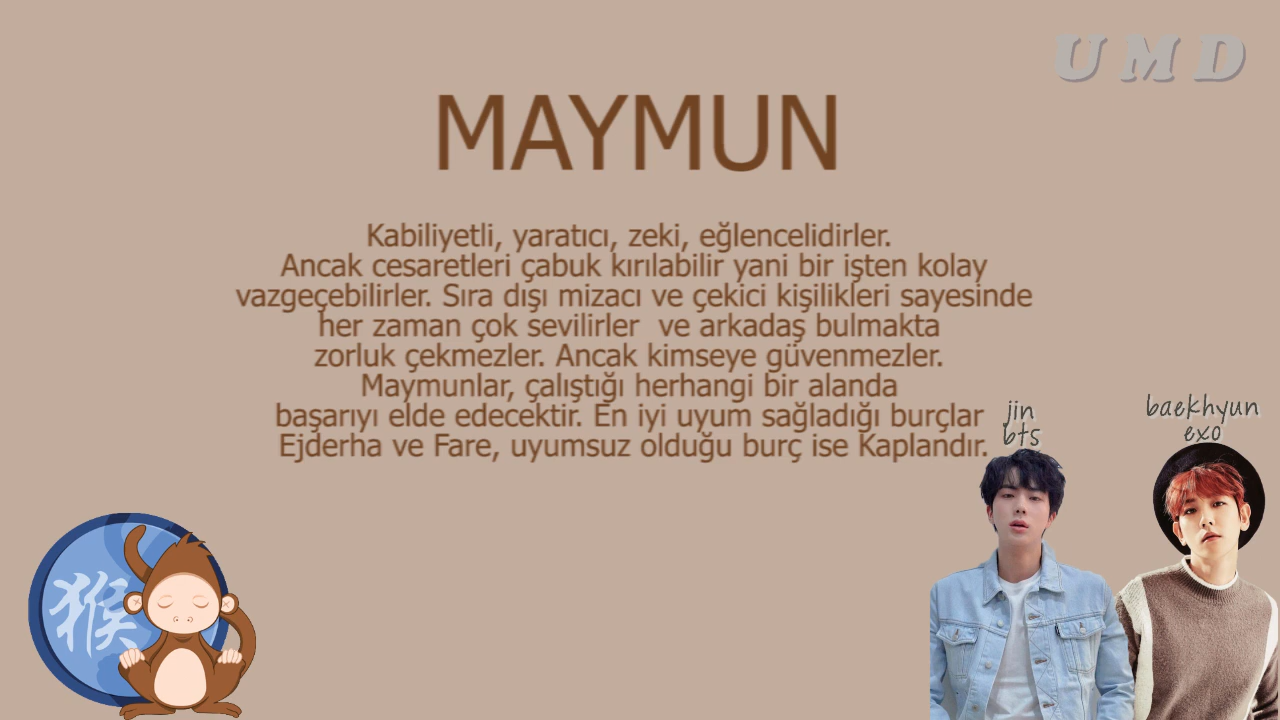 U M D
MAYMUN
Kabiliyetli, yaratıcı, zeki, eğlencelidirler.
Ancak cesaretleri çabuk kırılabilir yani bir işten kolay
vazgeçebilirler. Sıra dışı mizacı ve çekici kişilikleri sayesinde
her zaman çok sevilirler  ve arkadaş bulmakta
zorluk çekmezler. Ancak kimseye güvenmezler.
Maymunlar, çalıştığı herhangi bir alanda
başarıyı elde edecektir. En iyi uyum sağladığı burçlar
Ejderha ve Fare, uyumsuz olduğu burç ise Kaplandır.
jin
bts
baekhyun
exo
猴